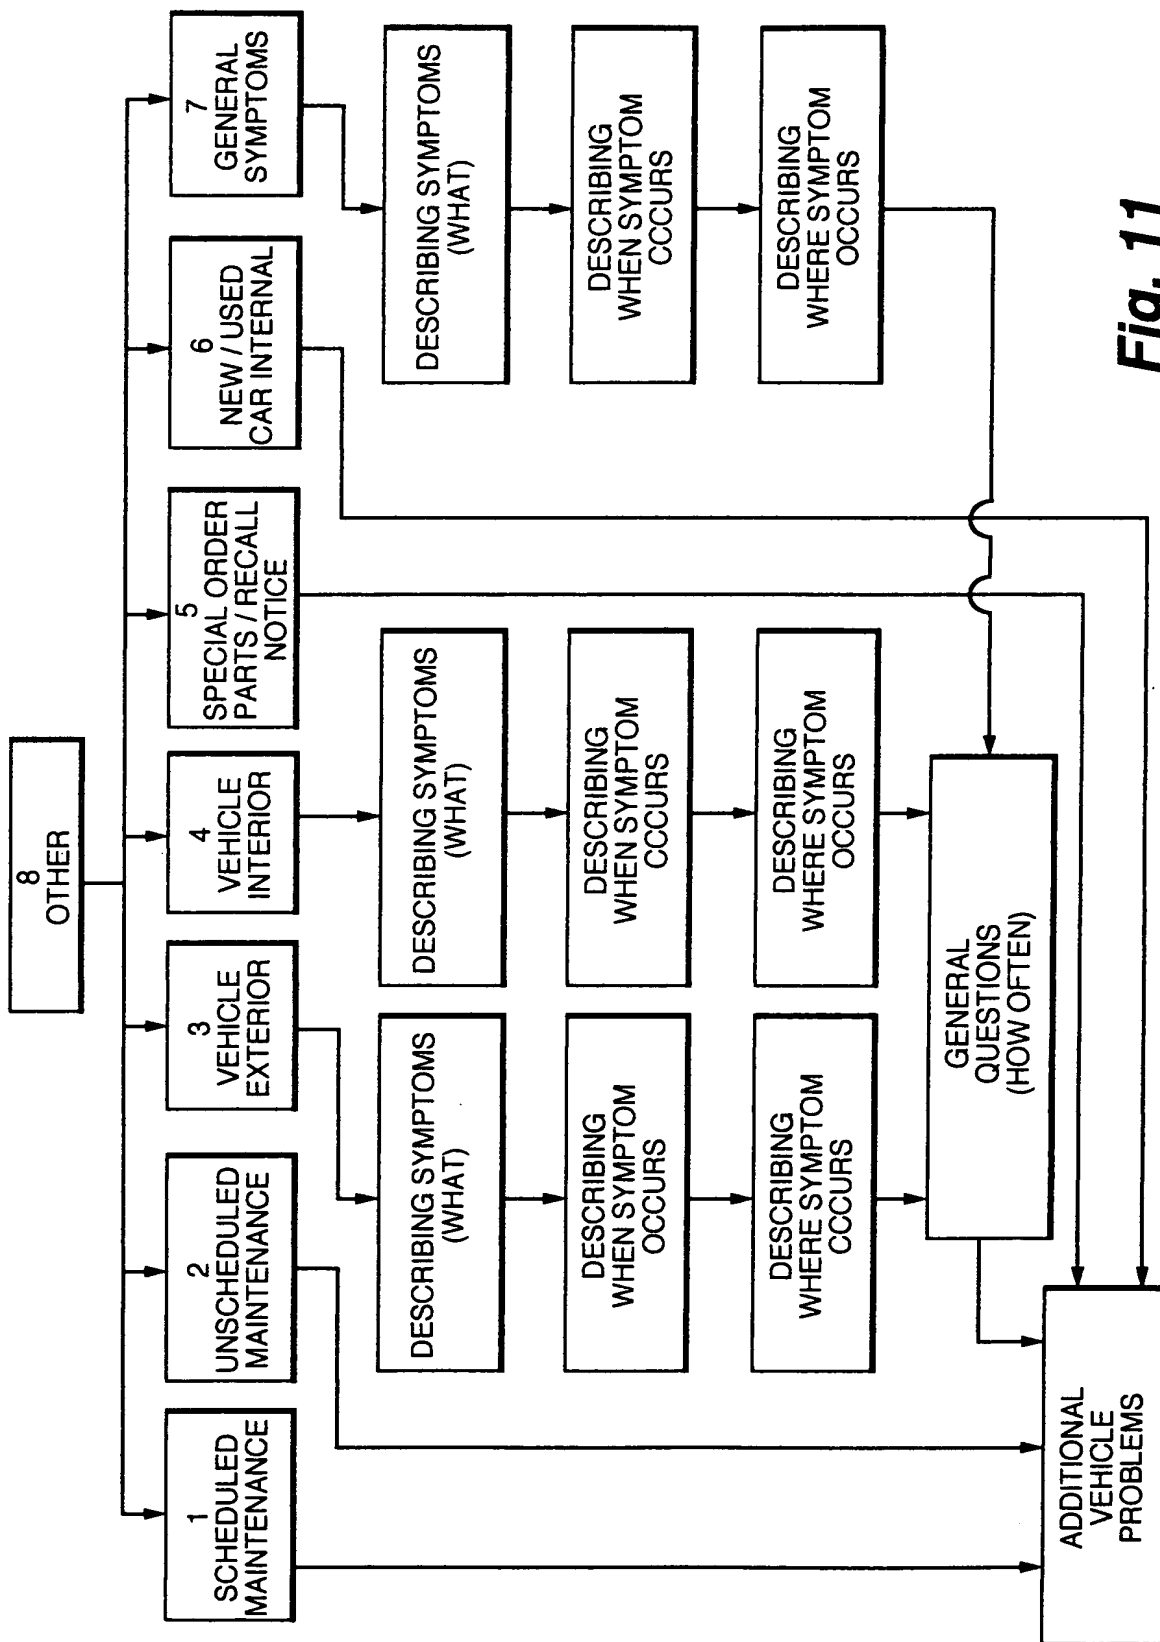 8
OTHER
1
SCHEDULED
MAINTENANCE
2
UNSCHEDULED
MAINTENANCE
3
VEHICLE
EXTERIOR
4
VEHICLE
INTERIOR
5
SPECIAL ORDER
PARTS / RECALL
NOTICE
6
NEW / USED
CAR INTERNAL
7
GENERAL
SYMPTOMS
DESCRIBING SYMPTOMS
(WHAT)
DESCRIBING SYMPTOMS
(WHAT)
DESCRIBING SYMPTOMS
(WHAT)
DESCRIBING
WHEN SYMPTOM
OCCURS
DESCRIBING
WHEN SYMPTOM
CCCURS
DESCRIBING
WHEN SYMPTOM
CCCURS
DESCRIBING
WHERE SYMPTOM
CCCURS
DESCRIBING
WHERE SYMPTOM
OCCURS
DESCRIBING
WHERE SYMPTOM
OCCURS
GENERAL
QUESTIONS
(HOW OFTEN)
ADDITIONAL
VEHICLE
PROBLEMS
Fig. 11